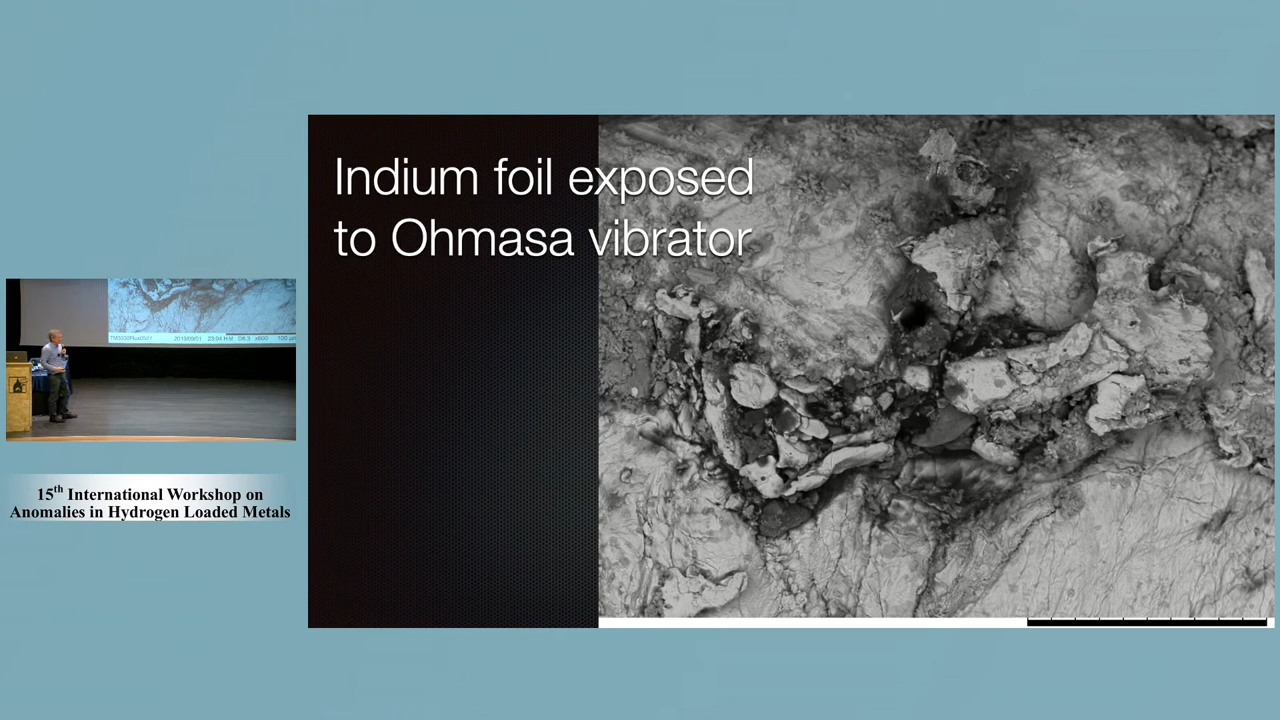 Indium foil exposed
to Ohmasa vibrator
15th International Workshop on
Anomalies in Hydrogen Loaded Metals